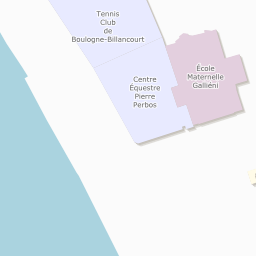 Tennis
Club
de
Boulogne-Billancourt
École
Maternelle
Galliéni
Centre
Équestre
Pierre
Perbos